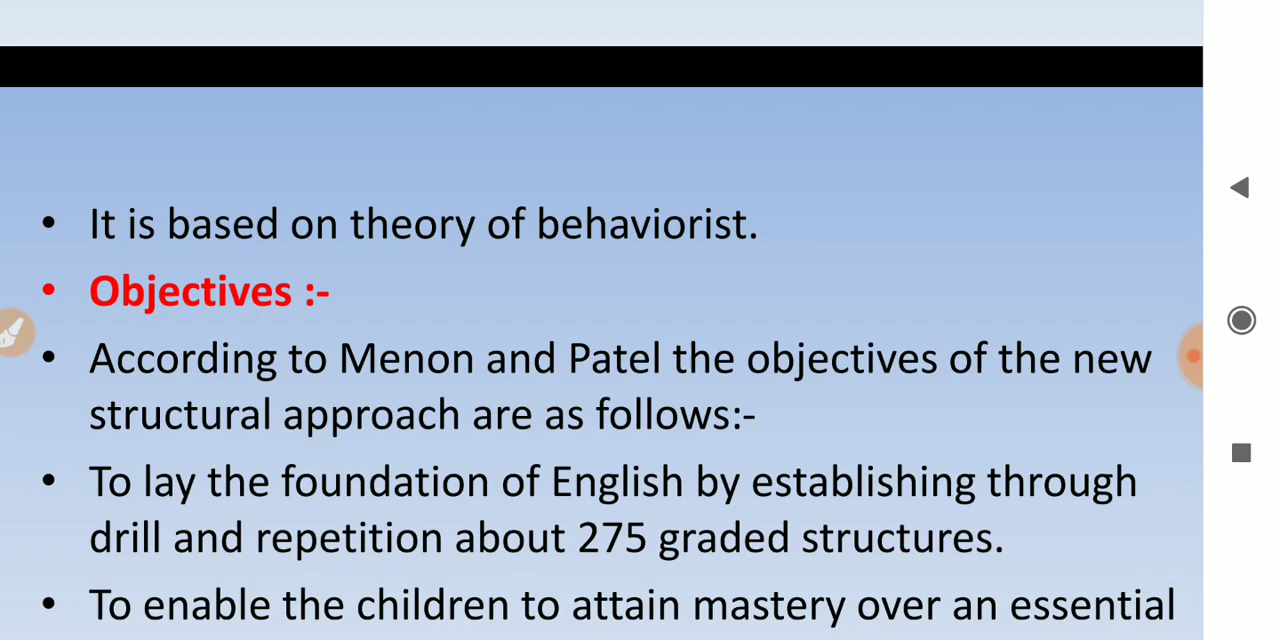 • It is based on theory of behaviorist.
• Objectives :-
• According to Menon and Patel the objectives of the new
structural approach are as follows:-
• To lay the foundation of English by establishing through
drill and repetition about 275 graded structures.
• To enable the children to attain mastery over an essential